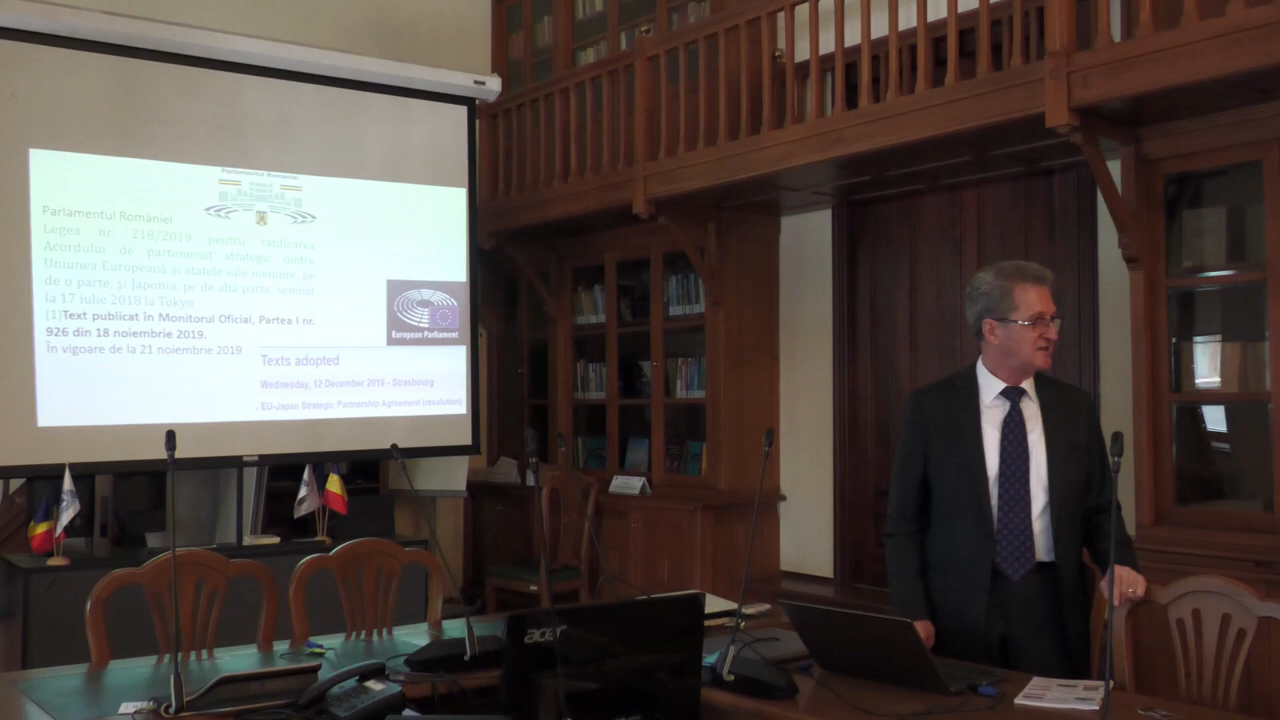 Parlamentul României
Parlamentul României
Legea nr. 218/2019 pentru ratificarea
Acordului de parteneriat strategic dintre
Uniunea Europeană și statele sale membre, pe
de o parte, și Japonia, pe de altă parte, semnat
la 17 iulie 2018 la Tokyo
[1]Text publicat în Monitorul Oficial, Partea I nr.
926 din 18 noiembrie 2019.
În vigoare de la 21 noiembrie 2019
European Parliament
Texts adopted
Wednesday, 12 December 2018 - Strasbourg
. EU-Japan Strategic Partnership Agreement (resolution)
acer